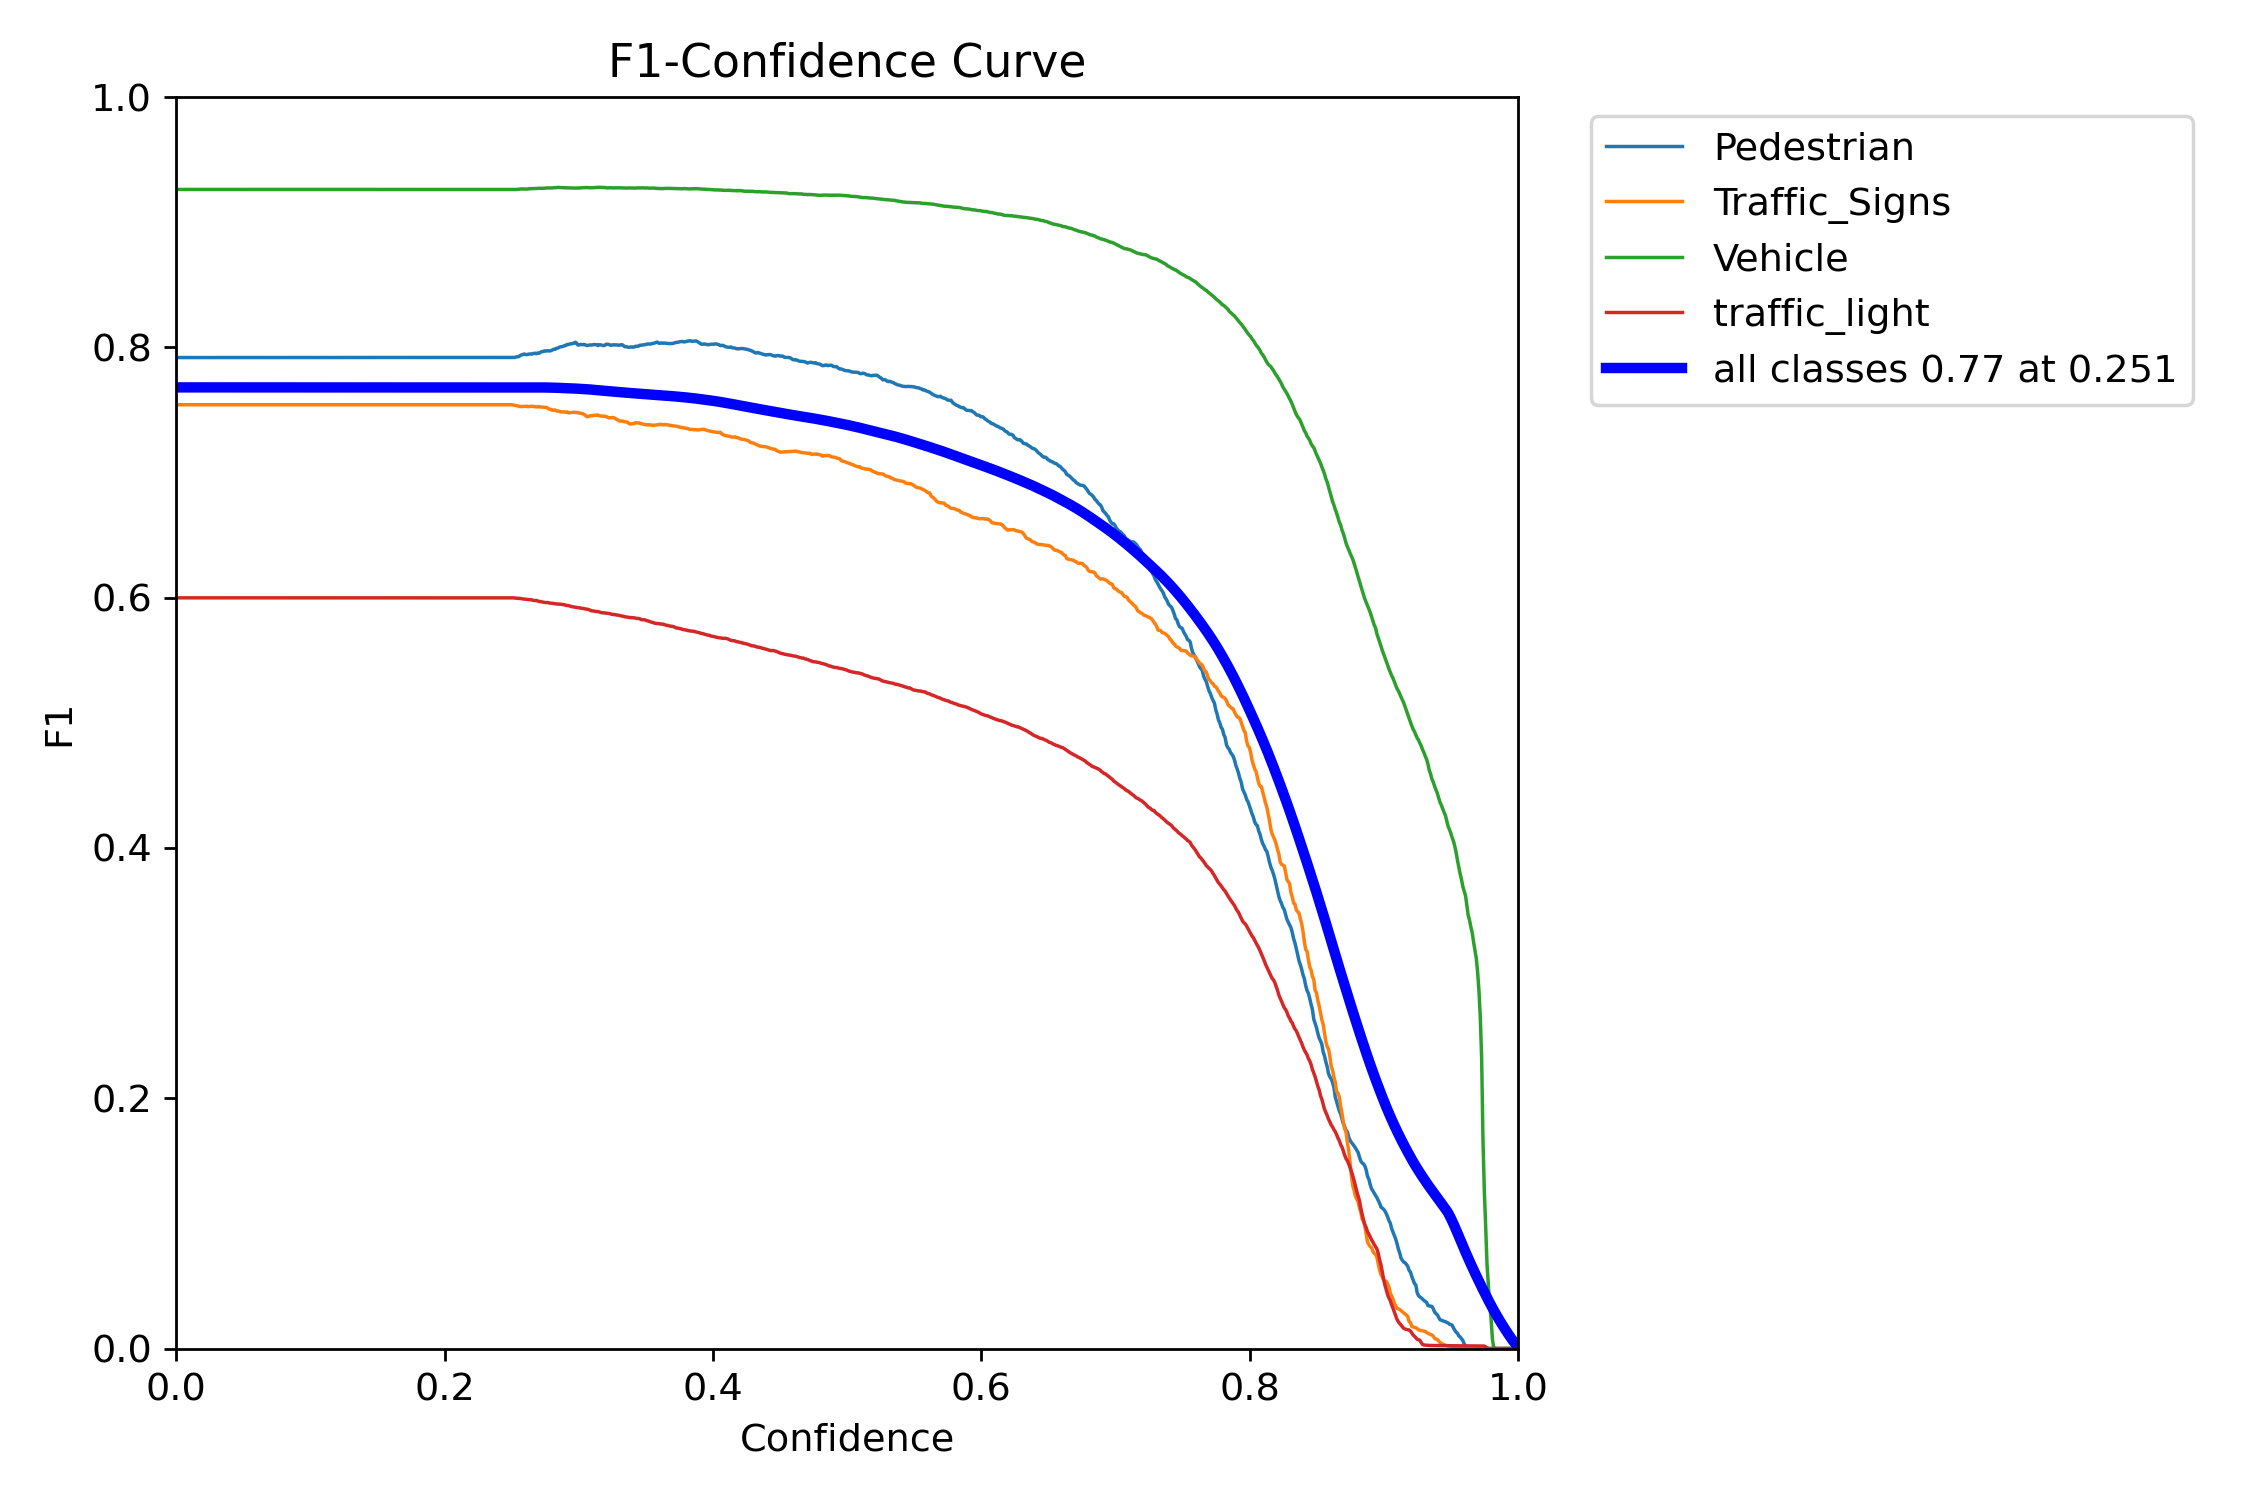 F1-Confidence Curve
1.0
0.8
0.6
0.4
0.2
0.0
F1
0.0 0.2 0.4 0.6 0.8 1.0
Confidence
Pedestrian
Traffic_Signs
Vehicle
traffic_light
all classes 0.77 at 0.251